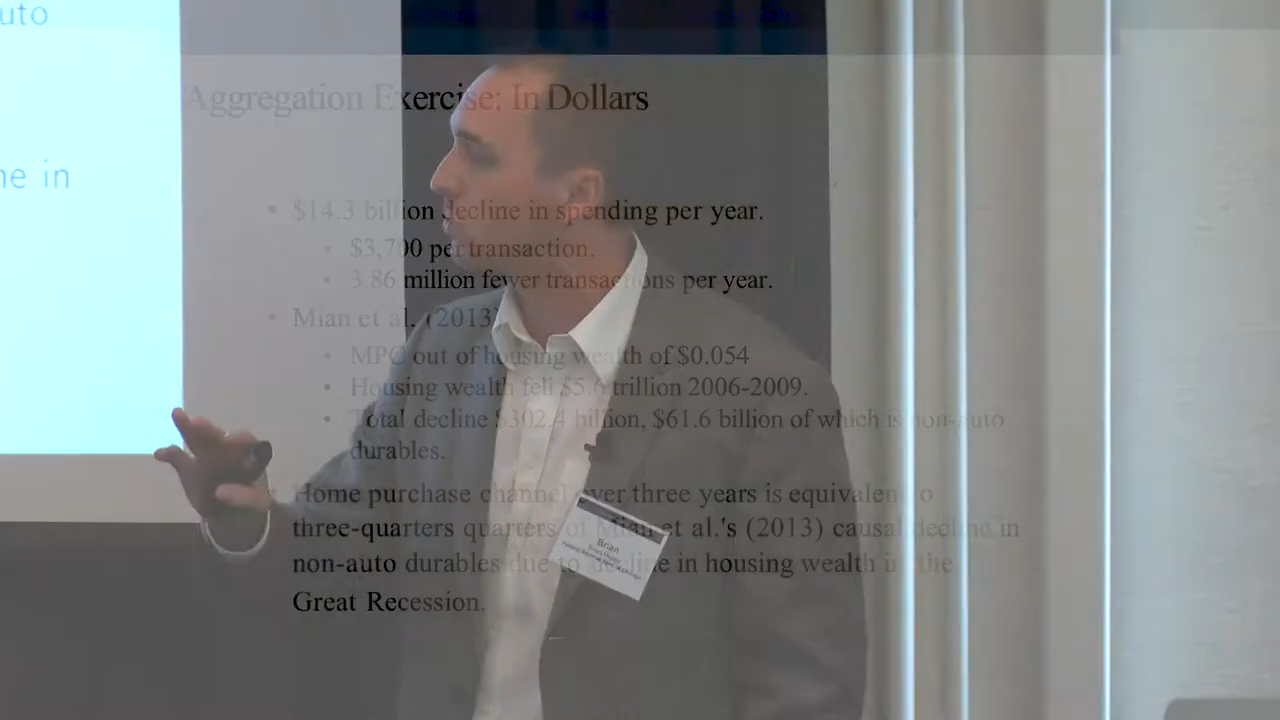 uto
ne in
Aggregation Exercise: In Dollars
• $14.3 billion decline in spending per year.
• $3,700 per transaction.
• 3.86 million fewer transactions per year.
• Mian et al. (2013)
• MPC out of housing wealth of $0.054
• Housing wealth fell $5.6 trillion 2006-2009.
• Total decline $302.4 billion, $61.6 billion of which is non-auto
durables.
• Home purchase channel over three years is equivalent to
three-quarters quarters of Mian et al.'s (2013) causal decline in
non-auto durables due to decline in housing wealth in the
Great Recession.
Brian